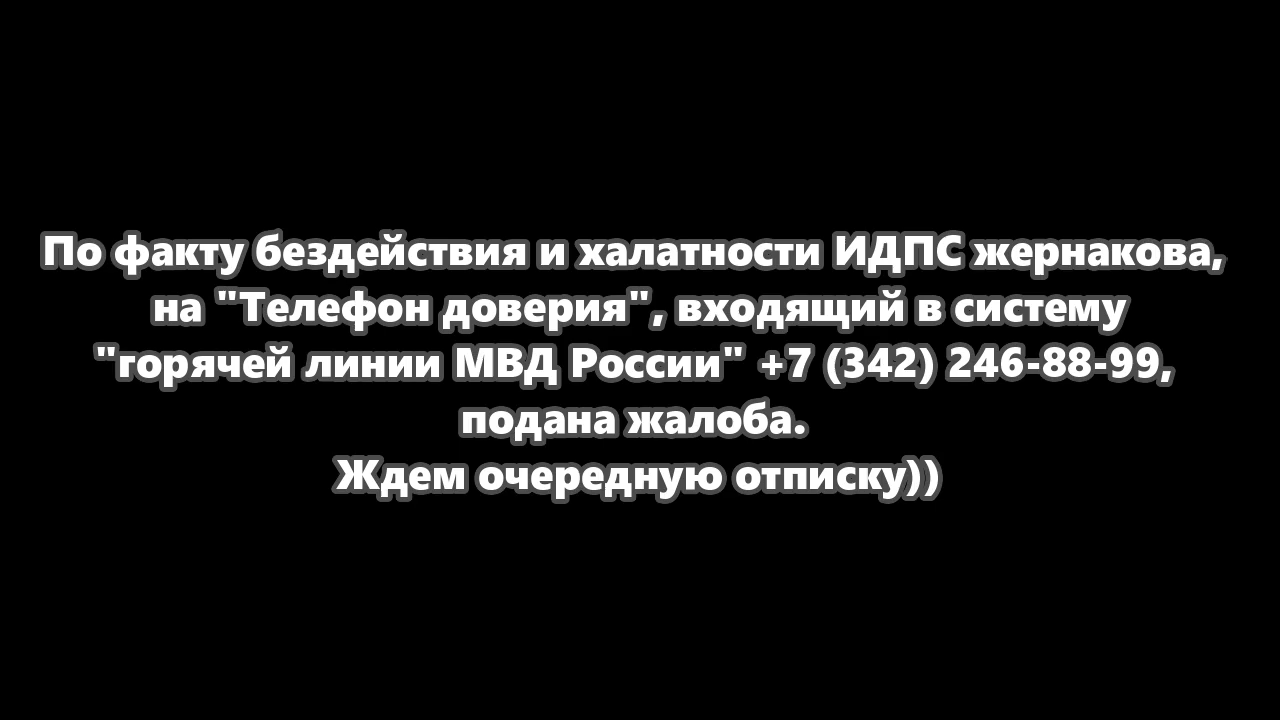 По факту бездействия и халатности ИДПС жернакова,
на "Телефон доверия", входящий в систему
"горячей линии МВД России" +7 (342) 246-88-99,
подана жалоба.
Ждем очередную отписку))